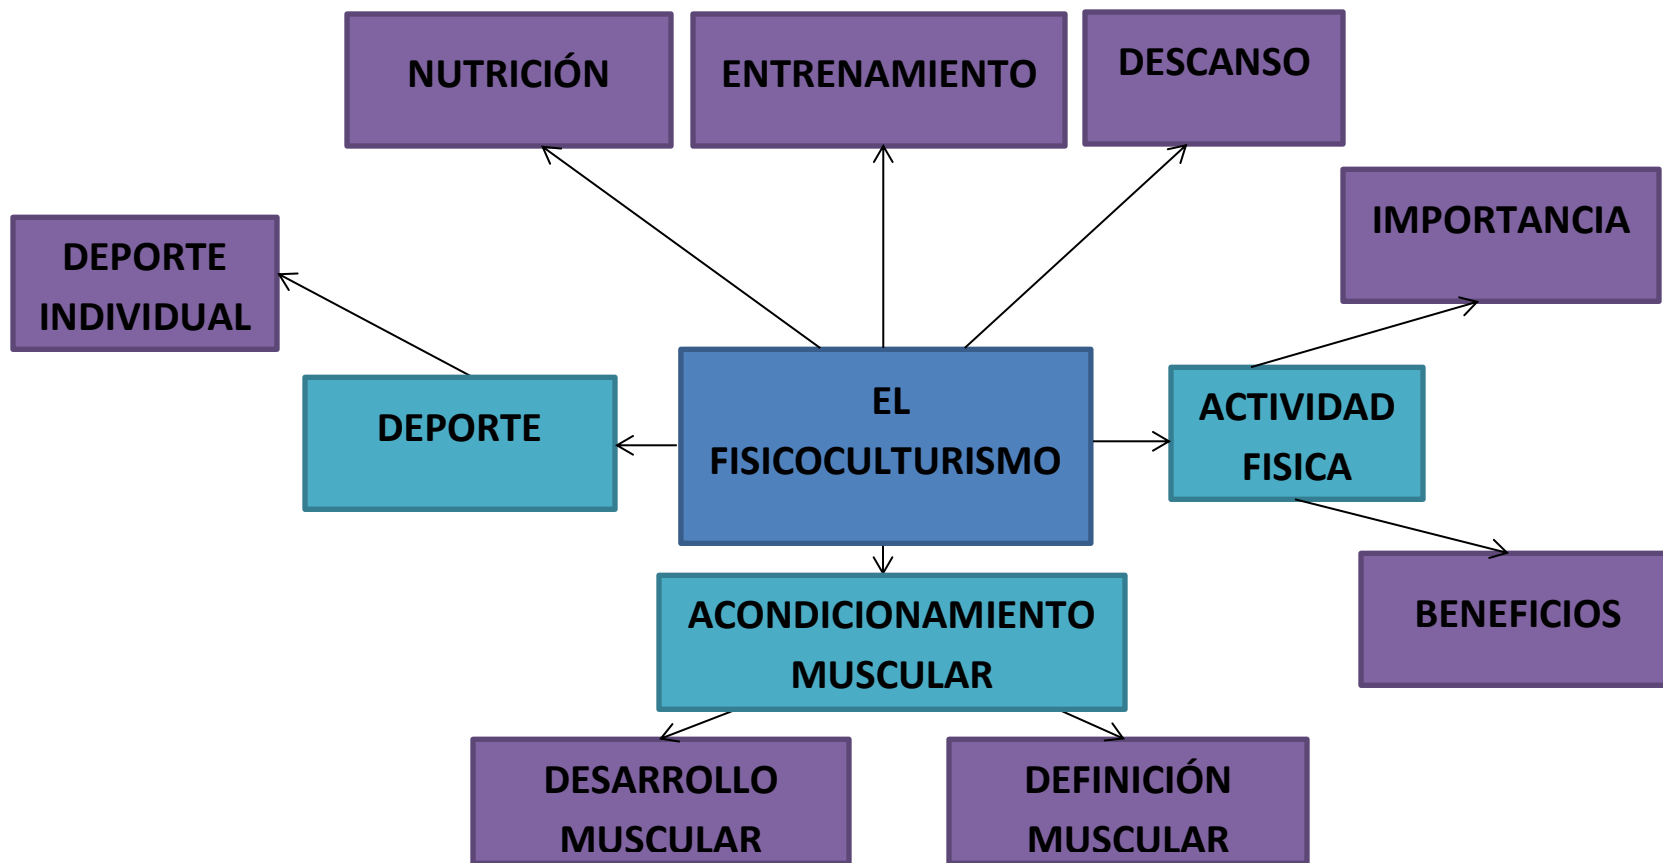 NUTRICIÓN
ENTRENAMIENTO
DESCANSO
IMPORTANCIA
DEPORTE
INDIVIDUAL
DEPORTE
EL
FISICOCULTURISMO
ACTIVIDAD
FISICA
ACONDICIONAMIENTO
MUSCULAR
BENEFICIOS
DESARROLLO
MUSCULAR
DEFINICIÓN
MUSCULAR